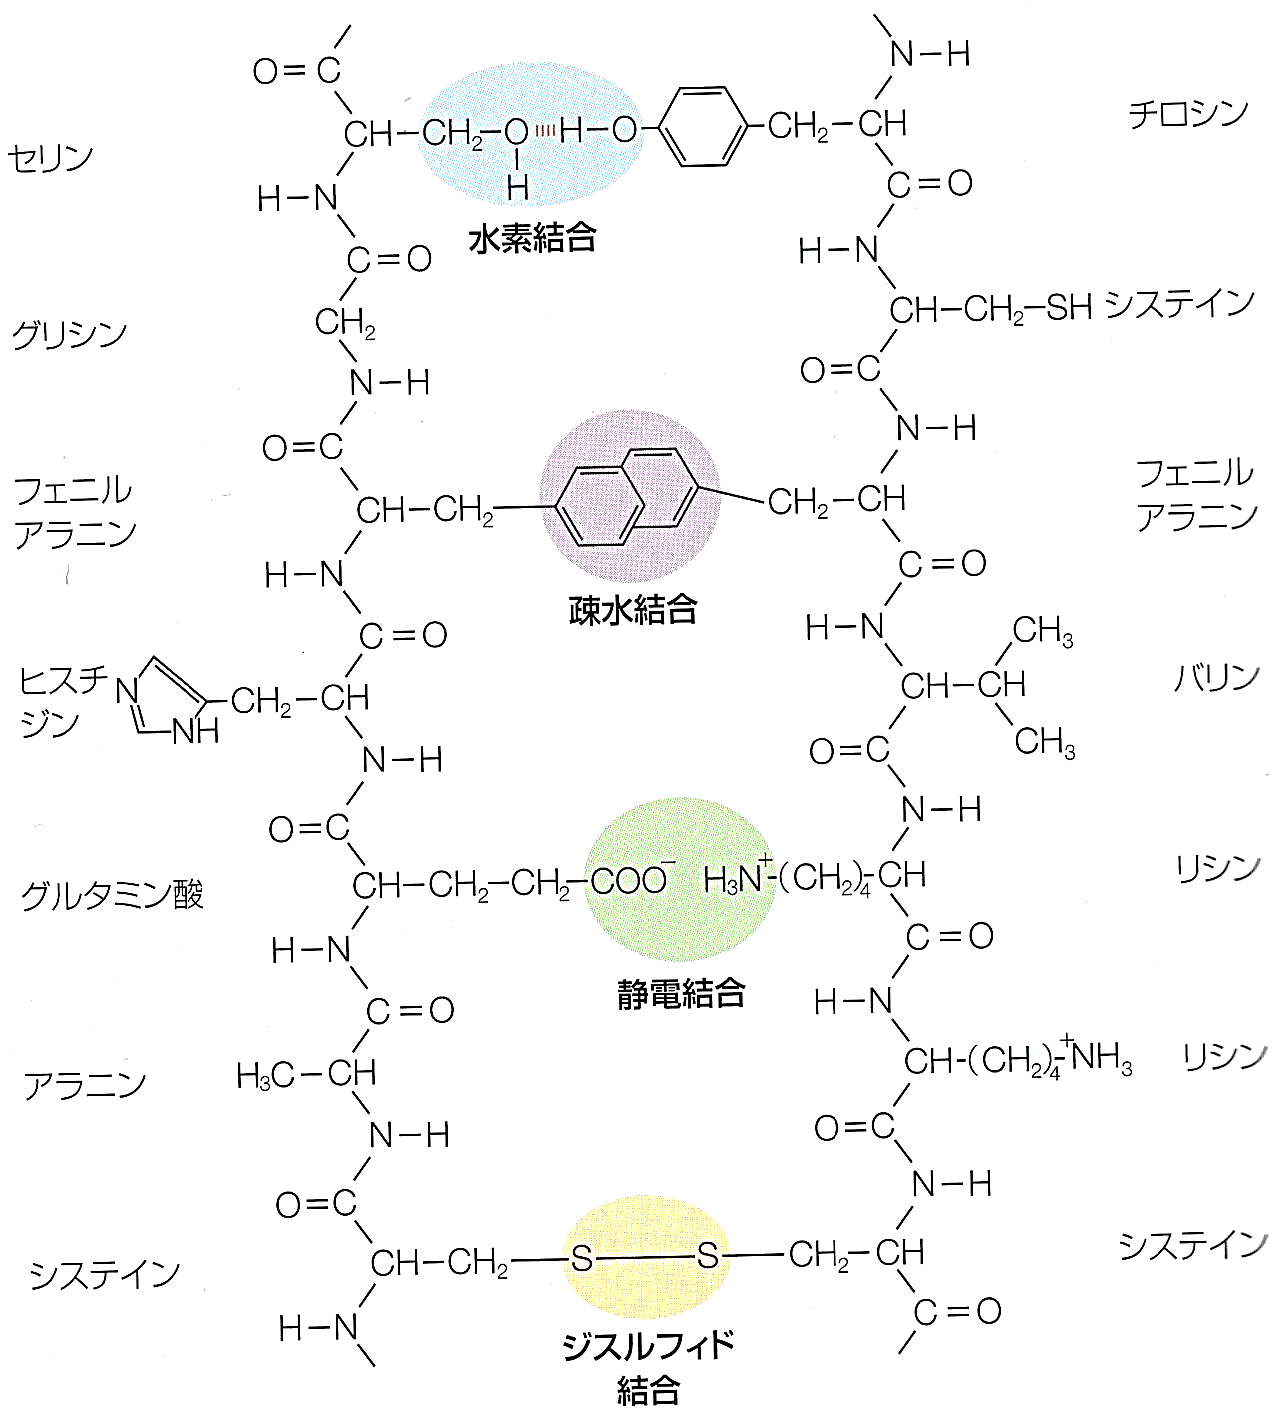 O=C
N–H
セリン
CH–CH₂–O
H
H–O
CH₂–CH
チロシン
H–N
水素結合
C=O
C=O
H–N
グリシン
CH₂
CH–CH₂–SH
システイン
N–H
O=C
O=C
N–H
フェニル
アラニン
CH–CH₂
CH₂–CH
フェニル
アラニン
H–N
疎水結合
C=O
C=O
H–N
CH₃
ヒスチ
ジン
N
NH
CH₂–CH
CH–CH
CH₃
バリン
N–H
O=C
O=C
N–H
グルタミン酸
CH–CH₂–CH₂–COO⁻
H₃N⁺–(CH₂)₄–CH
リシン
H–N
静電結合
C=O
C=O
H–N
アラニン
H₃C–CH
CH–(CH₂)₄–⁺NH₃
リシン
N–H
O=C
O=C
N–H
システイン
CH–CH₂–S–S–CH₂–CH
システイン
H–N
C=O
ジスルフィド
結合